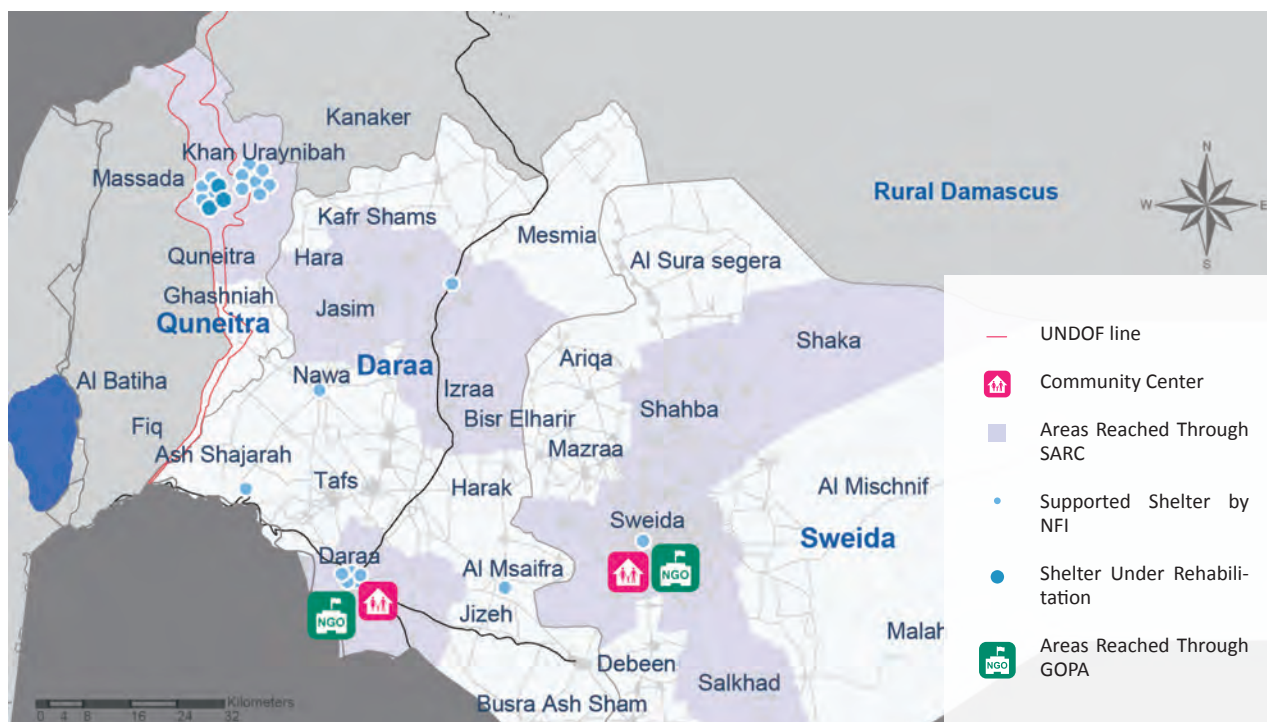 Kanaker
Khan Uraynibah
Massada
Rural Damascus
N
W
E
S
Kafr Shams
Mesmia
Quneitra
Hara
Al Sura segera
Ghashniah
Quneitra
Jasim
Shaka
Daraa
Ariqa
Nawa
Al Batiha
Izraa
Shahba
Fiq
Bisr Elharir
Mazraa
Ash Shajarah
Tafs
Harak
Al Mischnif
Sweida
Sweida
Daraa
Al Msaifra
NGO
NGO
Jizeh
Malah
Debeen
Salkhad
Busra Ash Sham
Kilometers
0 4 8 16 24 32
UNDOF line
Community Center
Areas Reached Through
SARC
Supported Shelter by
NFI
Shelter Under Rehabili-
tation
NGO
Areas Reached Through
GOPA